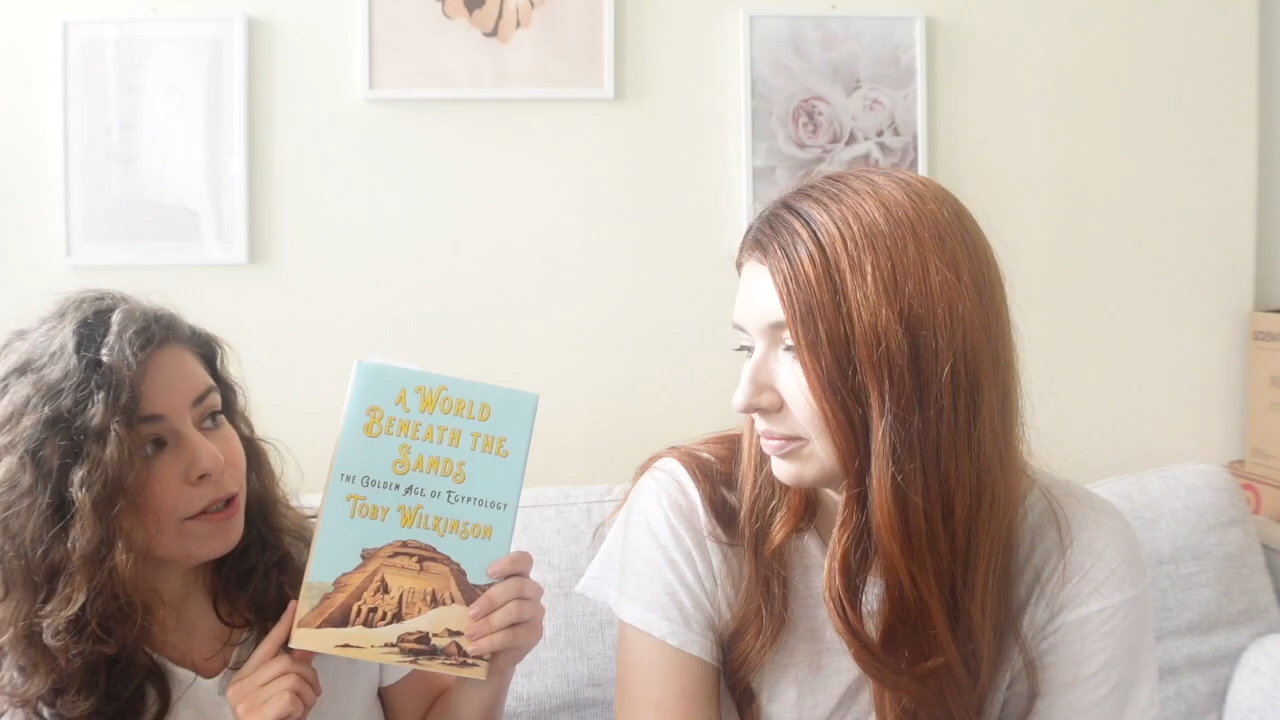 A World
Beneath the
Sands
The Golden Age of Egyptology
Toby Wilkinson